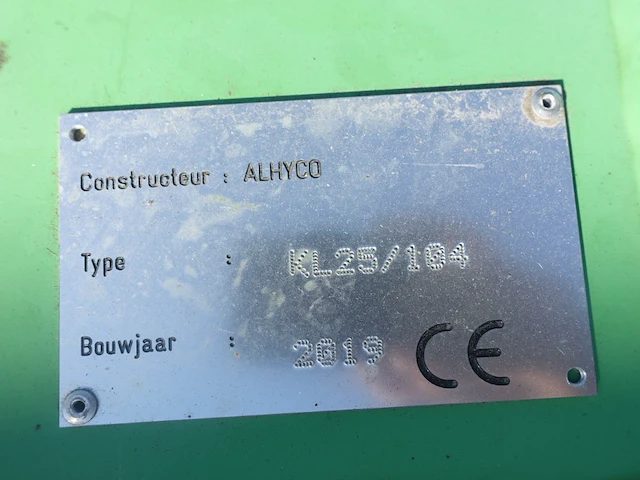 Constructeur : ALHYCO
Type : KL25/104
Bouwjaar : 2019
CE